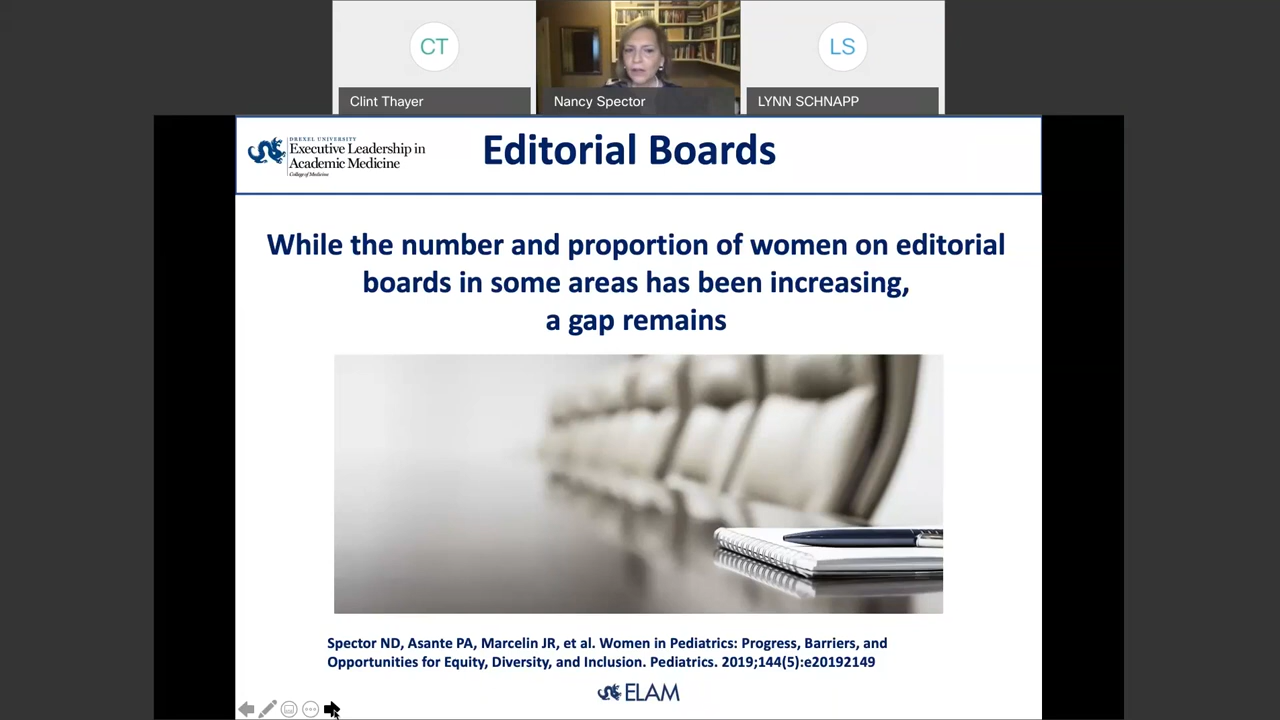 CT
LS
Clint Thayer
Nancy Spector
LYNN SCHNAPP
DREXEL UNIVERSITY
Executive Leadership in
Academic Medicine
College of Medicine
Editorial Boards
While the number and proportion of women on editorial
boards in some areas has been increasing,
a gap remains
Spector ND, Asante PA, Marcelin JR, et al. Women in Pediatrics: Progress, Barriers, and
Opportunities for Equity, Diversity, and Inclusion. Pediatrics. 2019;144(5):e20192149
ELAM